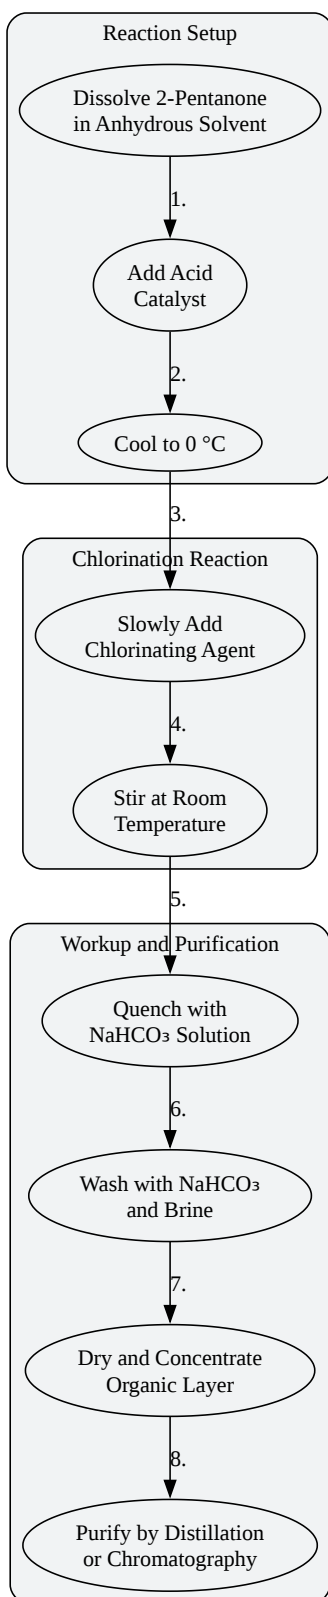 Reaction Setup
Dissolve 2-Pentanone
in Anhydrous Solvent
1.
Add Acid
Catalyst
2.
Cool to 0 °C
3.
Chlorination Reaction
Slowly Add
Chlorinating Agent
4.
Stir at Room
Temperature
5.
Workup and Purification
Quench with
NaHCO₃ Solution
6.
Wash with NaHCO₃
and Brine
7.
Dry and Concentrate
Organic Layer
8.
Purify by Distillation
or Chromatography